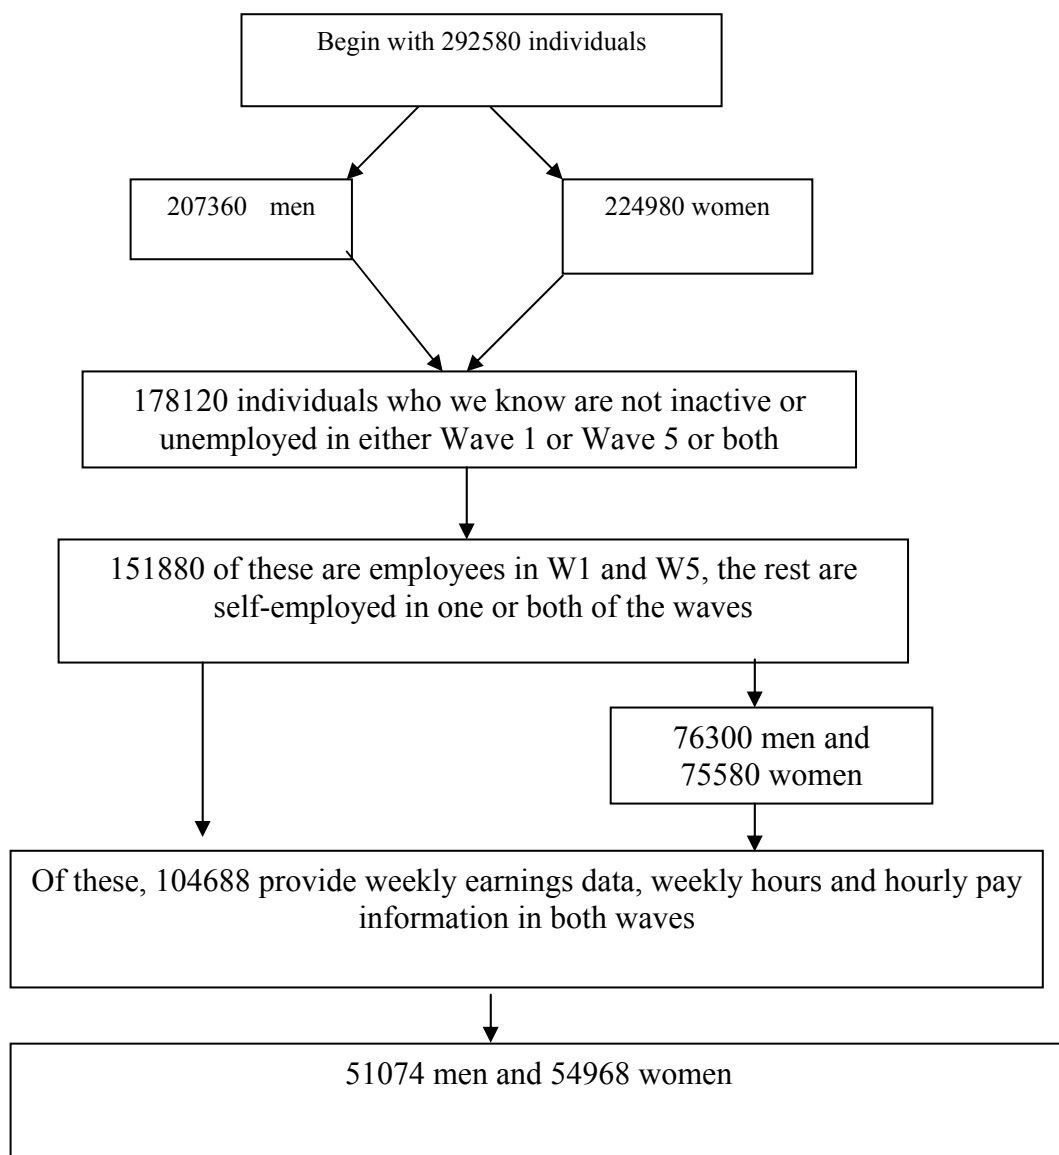 Begin with 292580 individuals
207360 men
224980 women
178120 individuals who we know are not inactive or
unemployed in either Wave 1 or Wave 5 or both
151880 of these are employees in W1 and W5, the rest are
self-employed in one or both of the waves
76300 men and
75580 women
Of these, 104688 provide weekly earnings data, weekly hours and hourly pay
information in both waves
51074 men and 54968 women